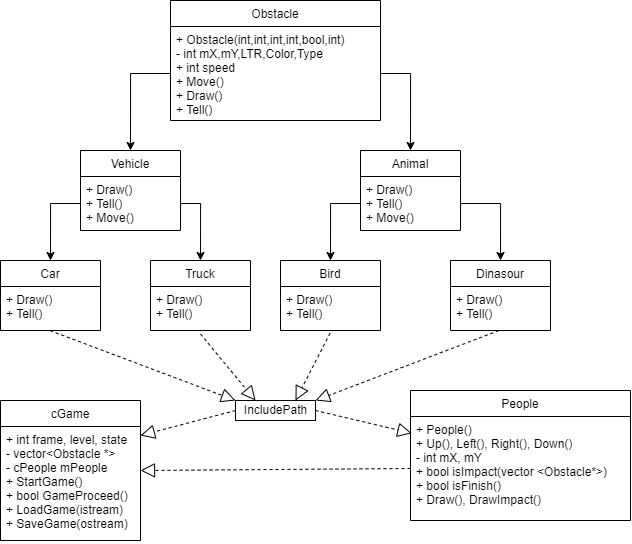 Obstacle
+ Obstacle(int,int,int,int,bool,int)
- int mX,mY,LTR,Color,Type
+ int speed
+ Move()
+ Draw()
+ Tell()
Vehicle
+ Draw()
+ Tell()
+ Move()
Animal
+ Draw()
+ Tell()
+ Move()
Car
+ Draw()
+ Tell()
Truck
+ Draw()
+ Tell()
Bird
+ Draw()
+ Tell()
Dinasour
+ Draw()
+ Tell()
cGame
+ int frame, level, state
- vector<Obstacle *>
- cPeople mPeople
+ StartGame()
+ bool GameProceed()
+ LoadGame(istream)
+ SaveGame(ostream)
IncludePath
People
+ People()
+ Up(), Left(), Right(), Down()
- int mX, mY
+ bool isImpact(vector <Obstacle*>)
+ bool isFinish()
+ Draw(), DrawImpact()